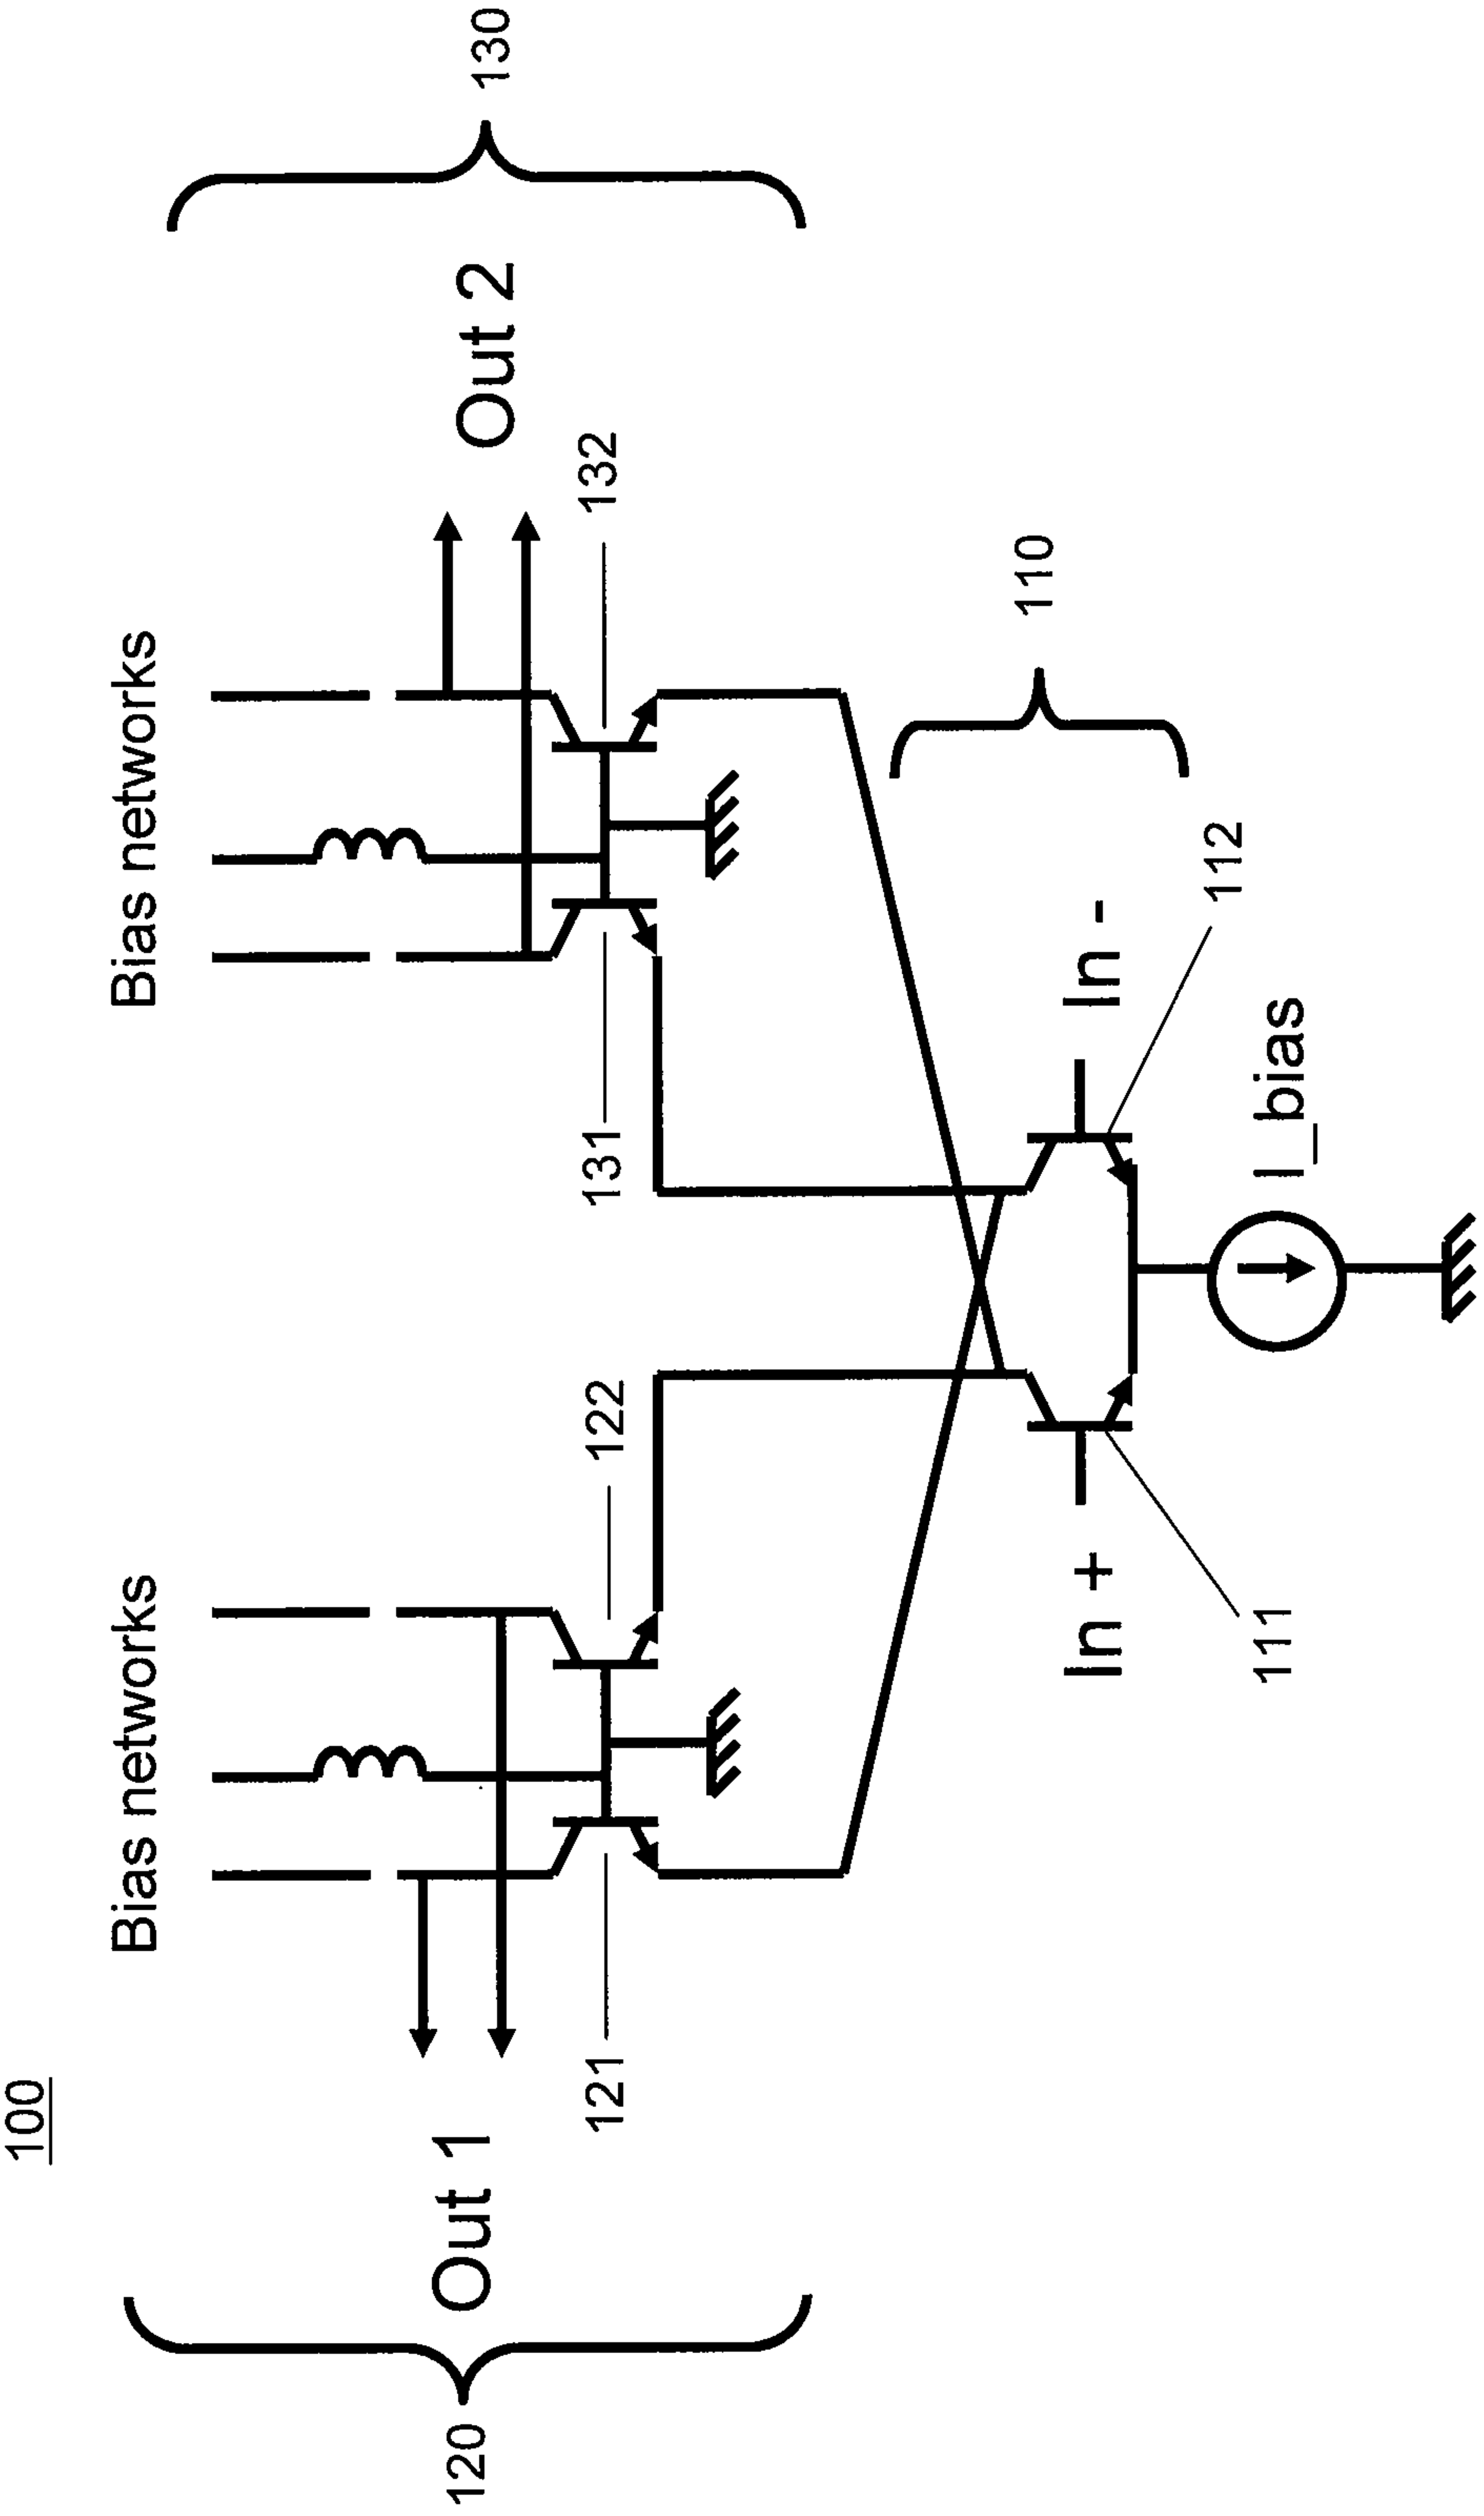 100
Bias networks
Bias networks
120
Out 1
Out 2
130
121
122
131
132
110
In +
In -
111
112
I_bias